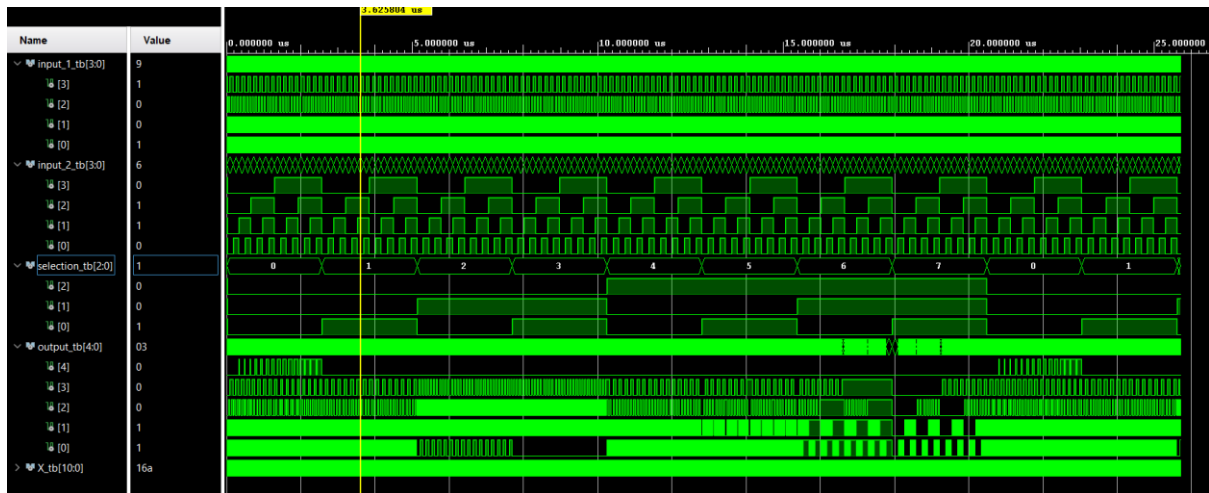 3.625804 us
Name Value 0.000000 us 5.000000 us 10.000000 us 15.000000 us 20.000000 us 25.000000
input_1_tb[3:0] 9
[3] 1
[2] 0
[1] 0
[0] 1
input_2_tb[3:0] 6
[3] 0
[2] 1
[1] 1
[0] 0
selection_tb[2:0] 1 0 1 2 3 4 5 6 7 0 1
[2] 0
[1] 0
[0] 1
output_tb[4:0] 03
[4] 0
[3] 0
[2] 0
[1] 1
[0] 1
X_tb[10:0] 16a